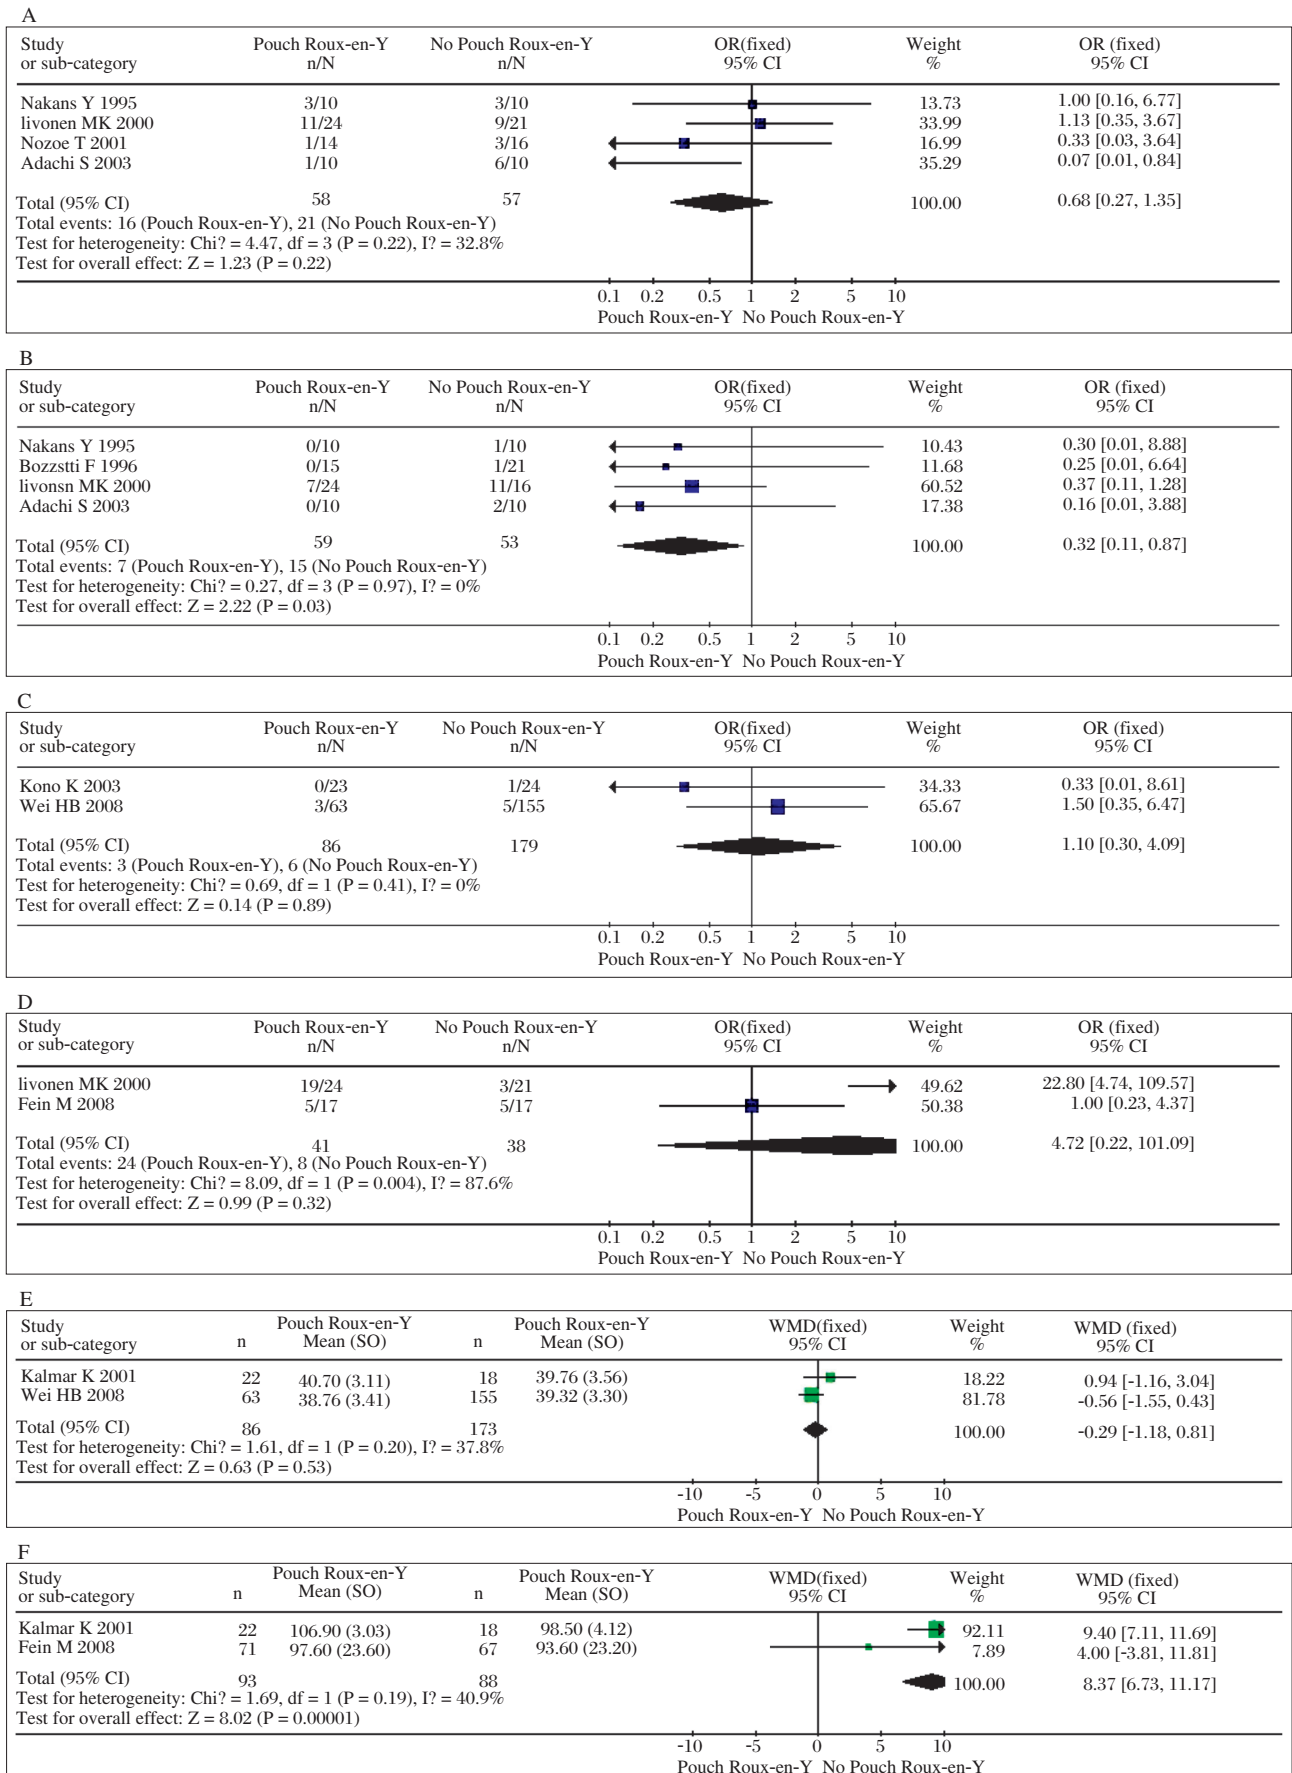 A
Study Pouch Roux-en-Y No Pouch Roux-en-Y OR(fixed) Weight OR (fixed)
or sub-category n/N n/N 95% CI % 95% CI
Nakans Y 1995 3/10 3/10 13.73 1.00 [0.16, 6.77]
livonen MK 2000 11/24 9/21 33.99 1.13 [0.35, 3.67]
Nozoe T 2001 1/14 3/16 16.99 0.33 [0.03, 3.64]
Adachi S 2003 1/10 6/10 35.29 0.07 [0.01, 0.84]
Total (95% CI) 58 57 100.00 0.68 [0.27, 1.35]
Total events: 16 (Pouch Roux-en-Y), 21 (No Pouch Roux-en-Y)
Test for heterogeneity: Chi? = 4.47, df = 3 (P = 0.22), I? = 32.8%
Test for overall effect: Z = 1.23 (P = 0.22)
0.1 0.2 0.5 1 2 5 10
Pouch Roux-en-Y No Pouch Roux-en-Y
B
Study Pouch Roux-en-Y No Pouch Roux-en-Y OR(fixed) Weight OR (fixed)
or sub-category n/N n/N 95% CI % 95% CI
Nakans Y 1995 0/10 1/10 10.43 0.30 [0.01, 8.88]
Bozzstti F 1996 0/15 1/21 11.68 0.25 [0.01, 6.64]
livonsn MK 2000 7/24 11/16 60.52 0.37 [0.11, 1.28]
Adachi S 2003 0/10 2/10 17.38 0.16 [0.01, 3.88]
Total (95% CI) 59 53 100.00 0.32 [0.11, 0.87]
Total events: 7 (Pouch Roux-en-Y), 15 (No Pouch Roux-en-Y)
Test for heterogeneity: Chi? = 0.27, df = 3 (P = 0.97), I? = 0%
Test for overall effect: Z = 2.22 (P = 0.03)
0.1 0.2 0.5 1 2 5 10
Pouch Roux-en-Y No Pouch Roux-en-Y
C
Study Pouch Roux-en-Y No Pouch Roux-en-Y OR(fixed) Weight OR (fixed)
or sub-category n/N n/N 95% CI % 95% CI
Kono K 2003 0/23 1/24 34.33 0.33 [0.01, 8.61]
Wei HB 2008 3/63 5/155 65.67 1.50 [0.35, 6.47]
Total (95% CI) 86 179 100.00 1.10 [0.30, 4.09]
Total events: 3 (Pouch Roux-en-Y), 6 (No Pouch Roux-en-Y)
Test for heterogeneity: Chi? = 0.69, df = 1 (P = 0.41), I? = 0%
Test for overall effect: Z = 0.14 (P = 0.89)
0.1 0.2 0.5 1 2 5 10
Pouch Roux-en-Y No Pouch Roux-en-Y
D
Study Pouch Roux-en-Y No Pouch Roux-en-Y OR(fixed) Weight OR (fixed)
or sub-category n/N n/N 95% CI % 95% CI
livonen MK 2000 19/24 3/21 49.62 22.80 [4.74, 109.57]
Fein M 2008 5/17 5/17 50.38 1.00 [0.23, 4.37]
Total (95% CI) 41 38 100.00 4.72 [0.22, 101.09]
Total events: 24 (Pouch Roux-en-Y), 8 (No Pouch Roux-en-Y)
Test for heterogeneity: Chi? = 8.09, df = 1 (P = 0.004), I? = 87.6%
Test for overall effect: Z = 0.99 (P = 0.32)
0.1 0.2 0.5 1 2 5 10
Pouch Roux-en-Y No Pouch Roux-en-Y
E
Study Pouch Roux-en-Y Pouch Roux-en-Y WMD(fixed) Weight WMD (fixed)
or sub-category n Mean (SO) n Mean (SO) 95% CI % 95% CI
Kalmar K 2001 22 40.70 (3.11) 18 39.76 (3.56) 18.22 0.94 [-1.16, 3.04]
Wei HB 2008 63 38.76 (3.41) 155 39.32 (3.30) 81.78 -0.56 [-1.55, 0.43]
Total (95% CI) 86 173 100.00 -0.29 [-1.18, 0.81]
Test for heterogeneity: Chi? = 1.61, df = 1 (P = 0.20), I? = 37.8%
Test for overall effect: Z = 0.63 (P = 0.53)
-10 -5 0 5 10
Pouch Roux-en-Y No Pouch Roux-en-Y
F
Study Pouch Roux-en-Y Pouch Roux-en-Y WMD(fixed) Weight WMD (fixed)
or sub-category n Mean (SO) n Mean (SO) 95% CI % 95% CI
Kalmar K 2001 22 106.90 (3.03) 18 98.50 (4.12) 92.11 9.40 [7.11, 11.69]
Fein M 2008 71 97.60 (23.60) 67 93.60 (23.20) 7.89 4.00 [-3.81, 11.81]
Total (95% CI) 93 88 100.00 8.37 [6.73, 11.17]
Test for heterogeneity: Chi? = 1.69, df = 1 (P = 0.19), I? = 40.9%
Test for overall effect: Z = 8.02 (P = 0.00001)
-10 -5 0 5 10
Pouch Roux-en-Y No Pouch Roux-en-Y